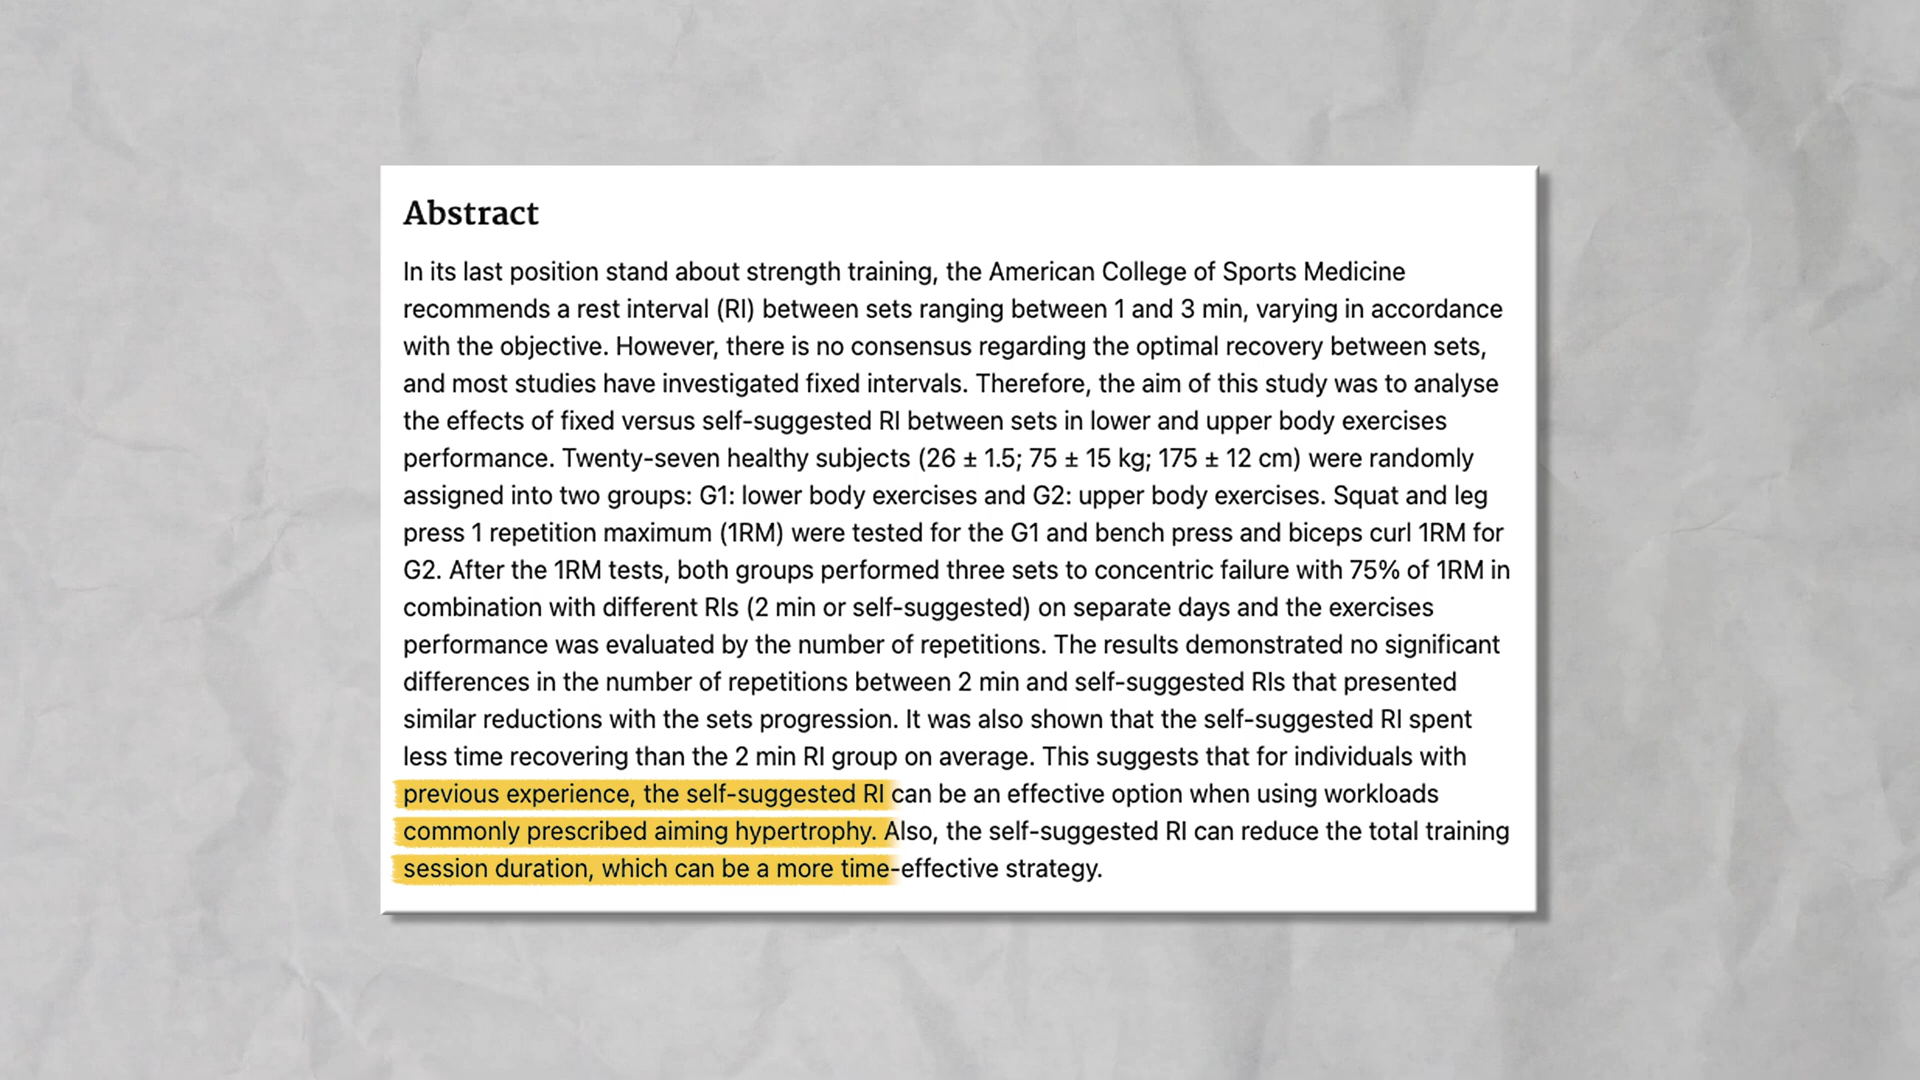 Abstract
In its last position stand about strength training, the American College of Sports Medicine
recommends a rest interval (RI) between sets ranging between 1 and 3 min, varying in accordance
with the objective. However, there is no consensus regarding the optimal recovery between sets,
and most studies have investigated fixed intervals. Therefore, the aim of this study was to analyse
the effects of fixed versus self-suggested RI between sets in lower and upper body exercises
performance. Twenty-seven healthy subjects (26 ± 1.5; 75 ± 15 kg; 175 ± 12 cm) were randomly
assigned into two groups: G1: lower body exercises and G2: upper body exercises. Squat and leg
press 1 repetition maximum (1RM) were tested for the G1 and bench press and biceps curl 1RM for
G2. After the 1RM tests, both groups performed three sets to concentric failure with 75% of 1RM in
combination with different RIs (2 min or self-suggested) on separate days and the exercises
performance was evaluated by the number of repetitions. The results demonstrated no significant
differences in the number of repetitions between 2 min and self-suggested RIs that presented
similar reductions with the sets progression. It was also shown that the self-suggested RI spent
less time recovering than the 2 min RI group on average. This suggests that for individuals with
previous experience, the self-suggested RI can be an effective option when using workloads
commonly prescribed aiming hypertrophy. Also, the self-suggested RI can reduce the total training
session duration, which can be a more time-effective strategy.